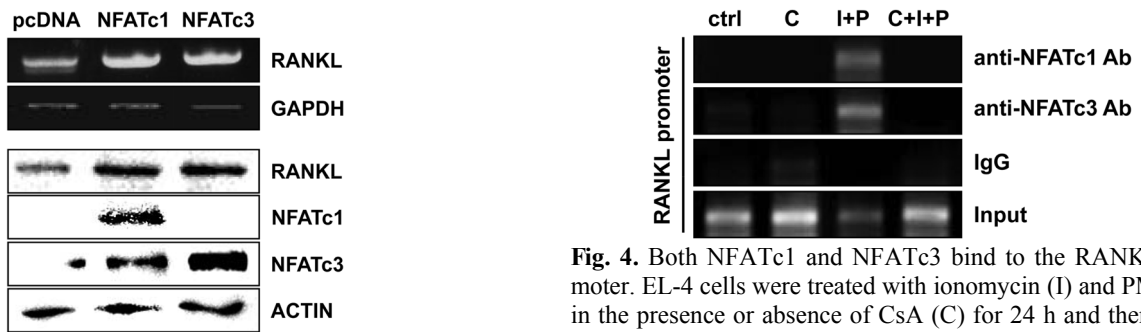 pcDNA NFATc1 NFATc3
RANKL
GAPDH
RANKL
NFATc1
NFATc3
ACTIN
ctrl C I+P C+I+P
RANKL promoter
anti-NFATc1 Ab
anti-NFATc3 Ab
IgG
Input
Fig. 4. Both NFATc1 and NFATc3 bind to the RANK
moter. EL-4 cells were treated with ionomycin (I) and PM
in the presence or absence of CsA (C) for 24 h and the